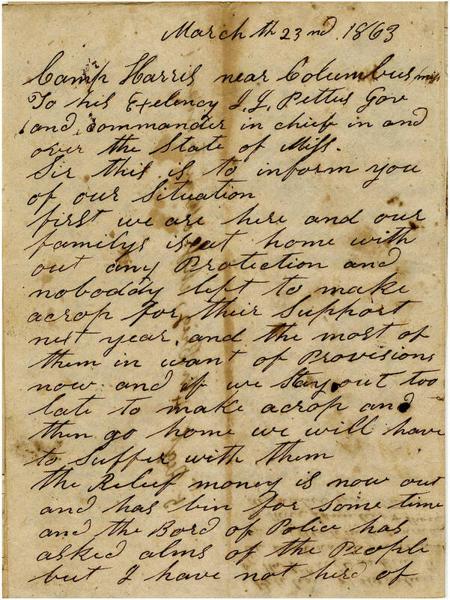 March th 23nd 1863
Camp Harris near Columbus Miss
To his Exelency J.J. Pettus Gov
and Commander in chief in and
over the State of Miss.
Sir this is to inform you
of our Situation
first we are here and our
familys is at home with
out any Protection and
nobodday left to make
acrop for their Support
next year, and the most of
them in want of Provisions
now and if we Stay out too
late to make acrop and
then go home we will have
to Suffer with them
the Relief money is now out
and has bin for Some time
and the Bord of Police has
asked alms of the People
but I have not herd of